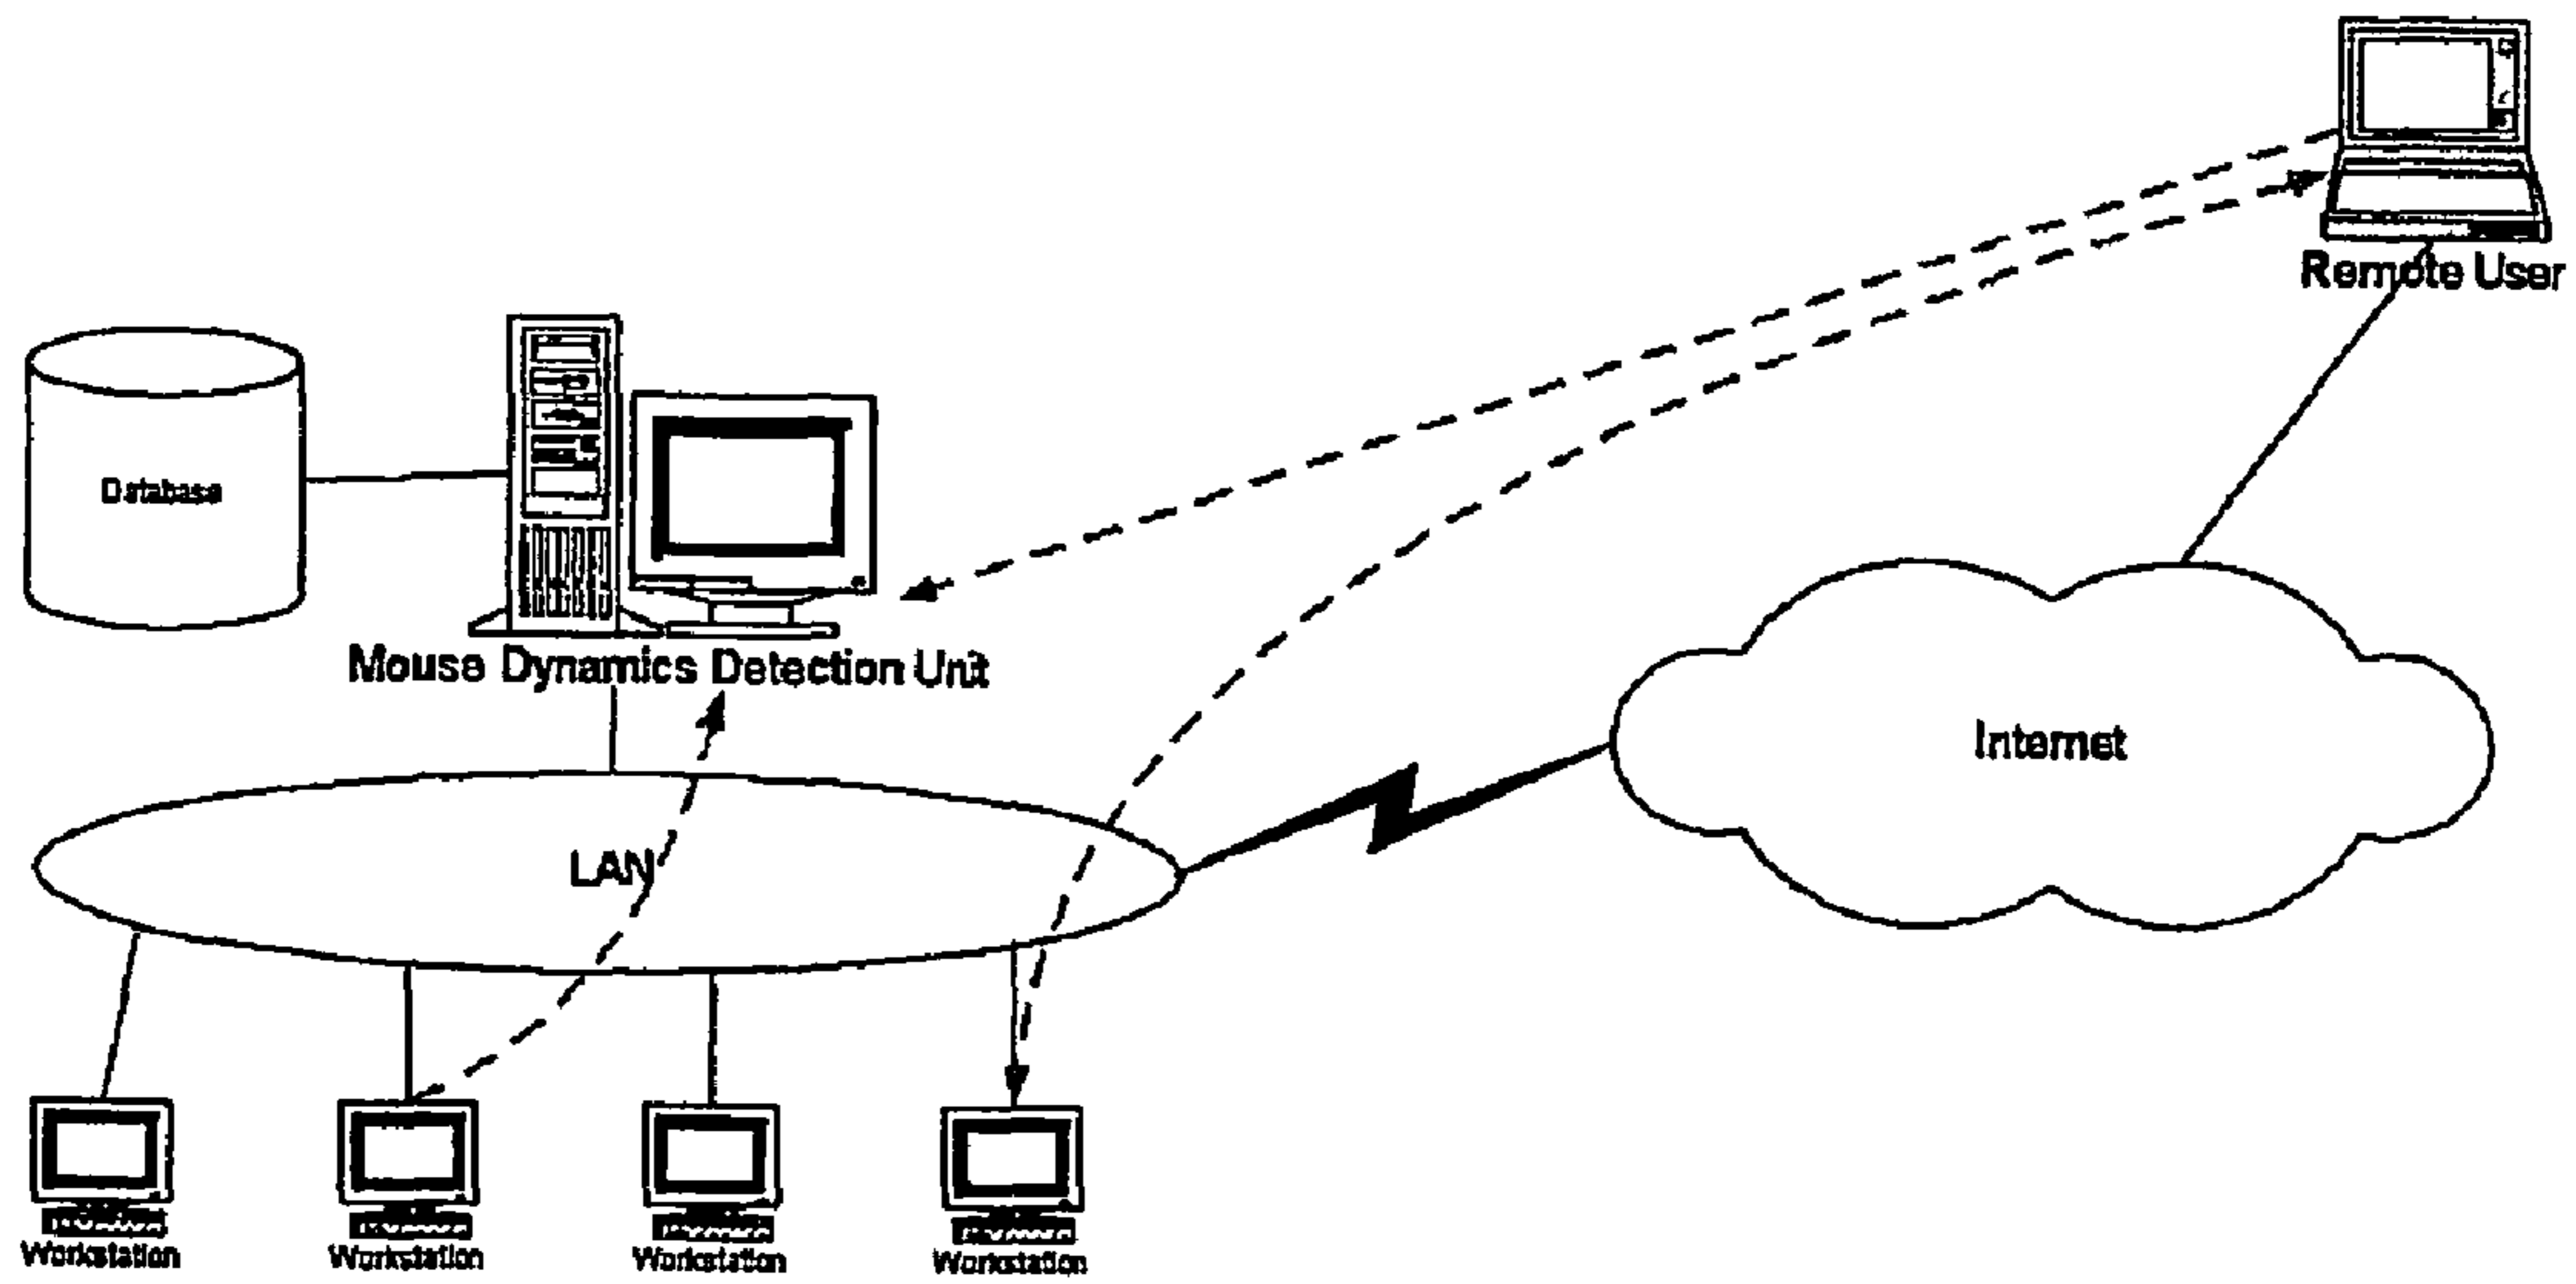 Remote User
Database
Mouse Dynamics Detection Unit
Internet
LAN
Workstation
Workstation
Workstation
Workstation